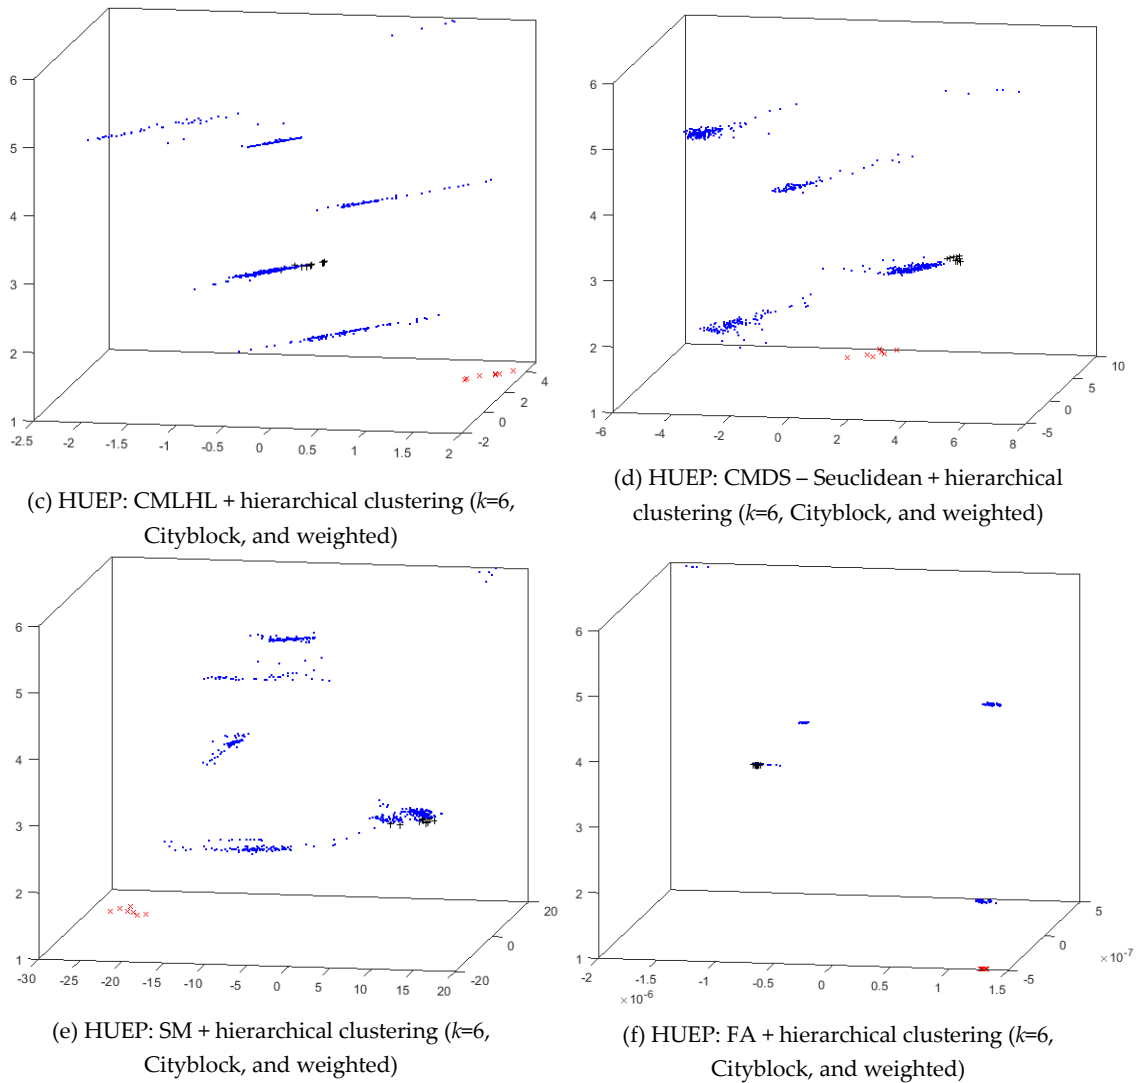 6
5
4
3
2
1
-2.5 -2 -1.5 -1 -0.5 0 0.5 1 1.5 2
-2 0 2 4
(c) HUEP: CMLHL + hierarchical clustering (k=6,
Cityblock, and weighted)
6
5
4
3
2
1
-6 -4 -2 0 2 4 6 8
-5 0 5 10
(d) HUEP: CMDS – Seuclidean + hierarchical
clustering (k=6, Cityblock, and weighted)
6
5
4
3
2
1
-30 -25 -20 -15 -10 -5 0 5 10 15 20
-20 0 20
(e) HUEP: SM + hierarchical clustering (k=6,
Cityblock, and weighted)
6
5
4
3
2
1
-2 -1.5 -1 -0.5 0 0.5 1 1.5
×10-6
-5 0 5
×10-7
(f) HUEP: FA + hierarchical clustering (k=6,
Cityblock, and weighted)